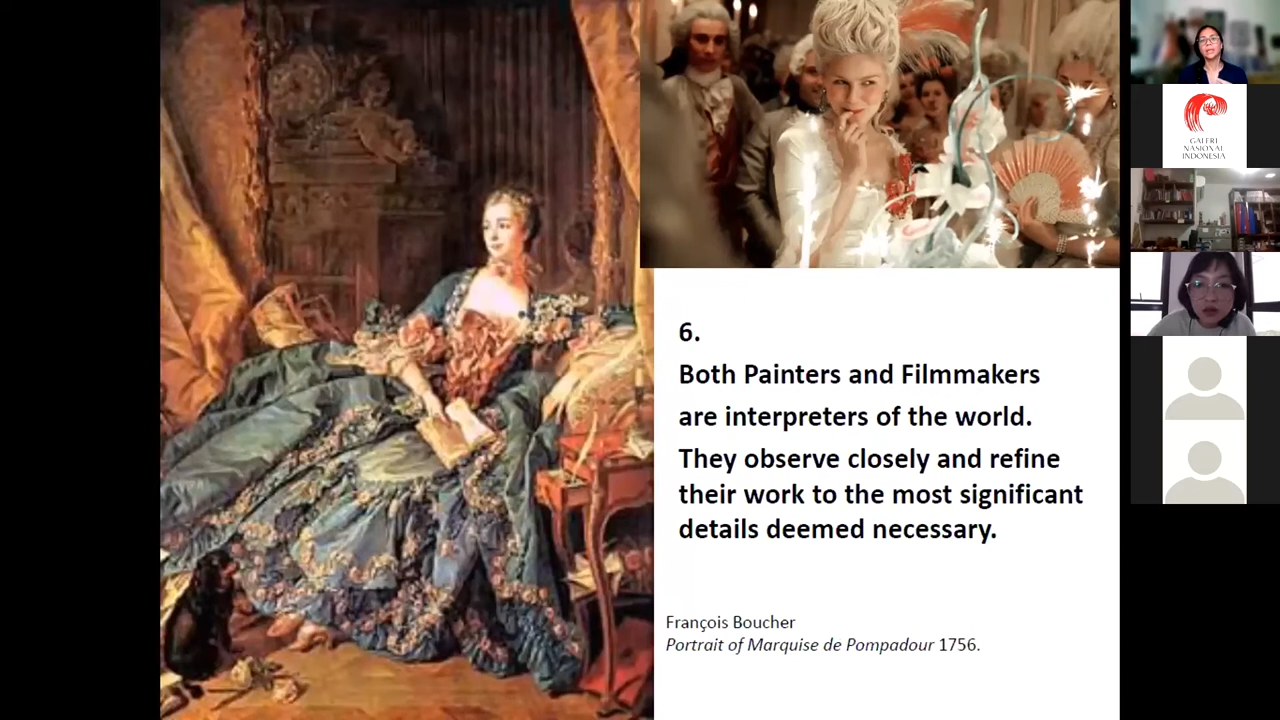 6.
Both Painters and Filmmakers
are interpreters of the world.
They observe closely and refine
their work to the most significant
details deemed necessary.
François Boucher
Portrait of Marquise de Pompadour 1756.
GALERI
NASIONAL
INDONESIA